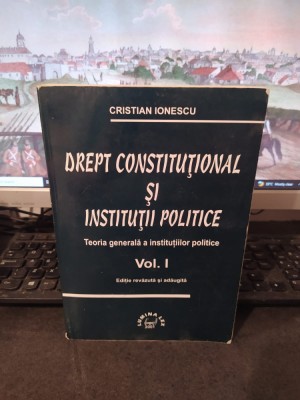 CRISTIAN IONESCU
DREPT CONSTITUŢIONAL
ŞI
INSTITUŢII POLITICE
Teoria generală a instituţiilor politice
Vol. I
Ediţie revăzută şi adăugită
LUMINA LEX